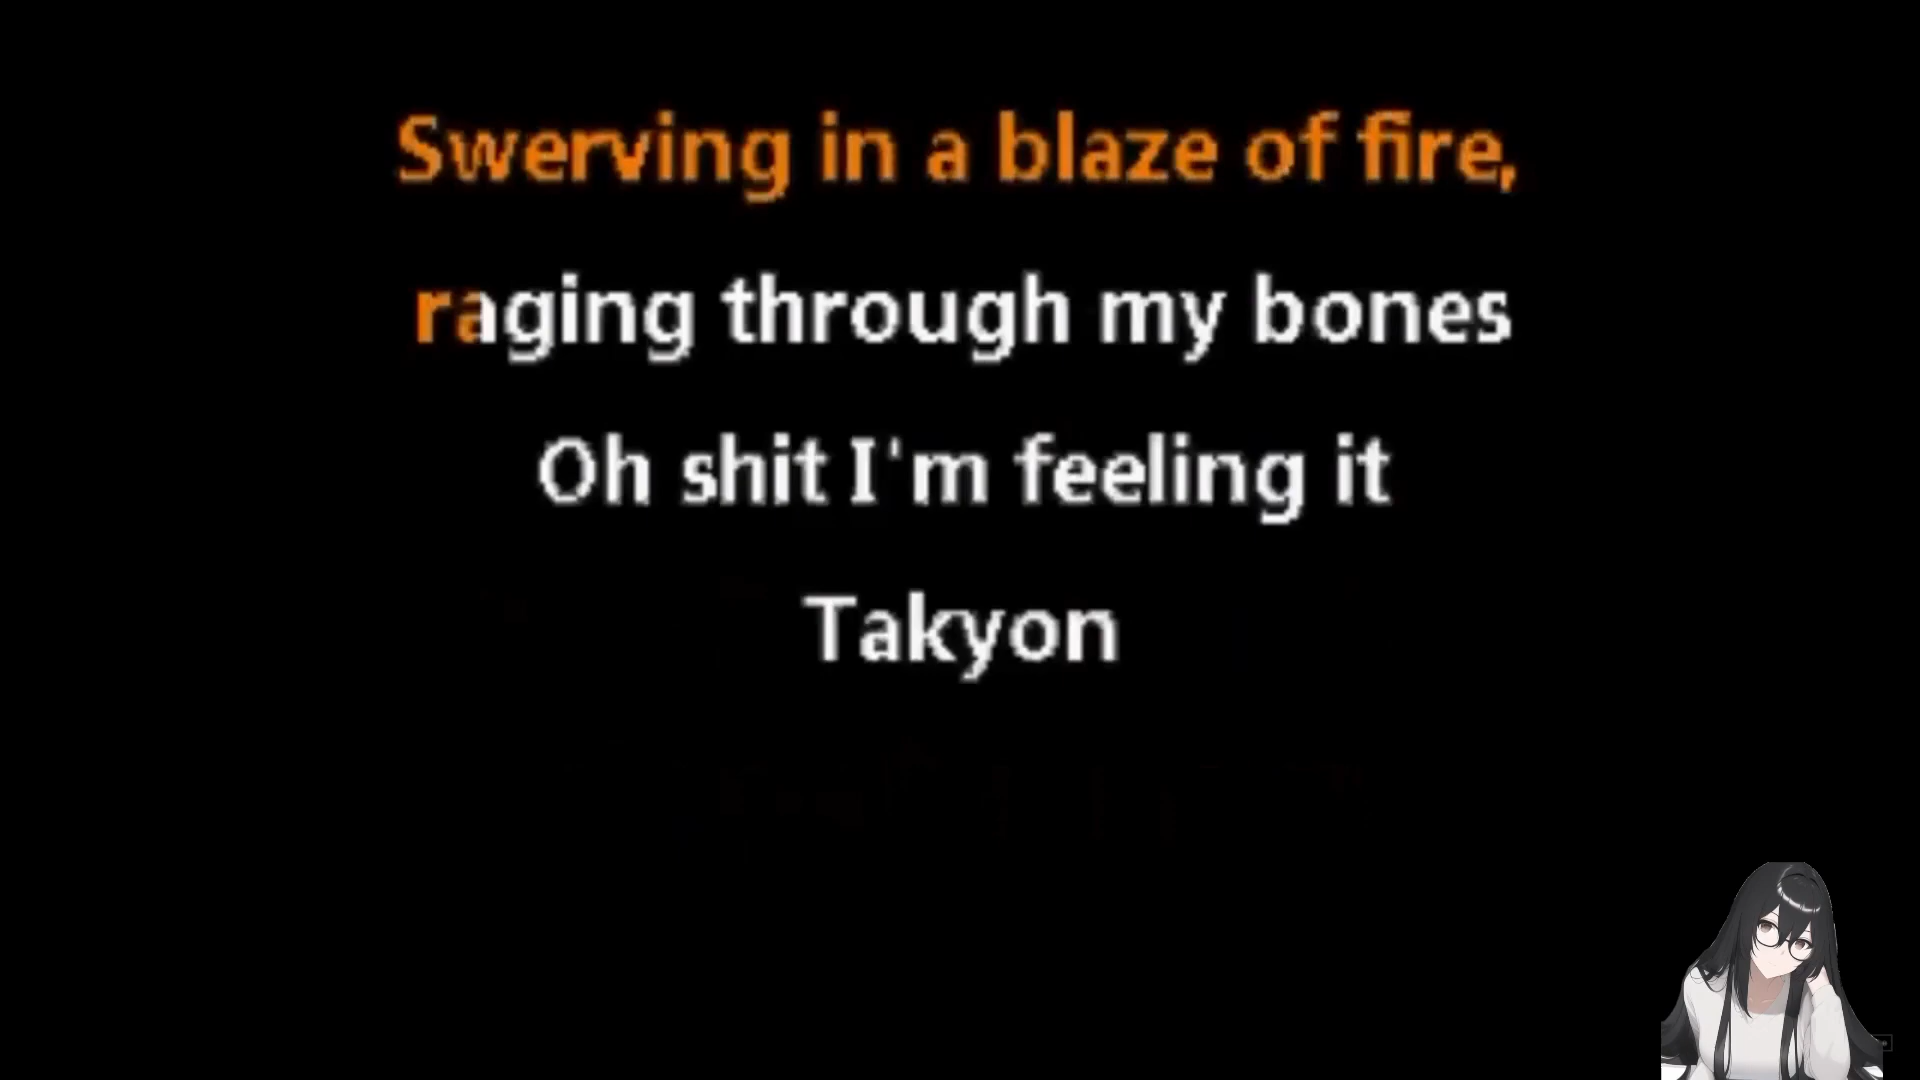 Swerving in a blaze of fire,
raging through my bones
Oh shit I'm feeling it
Takyon